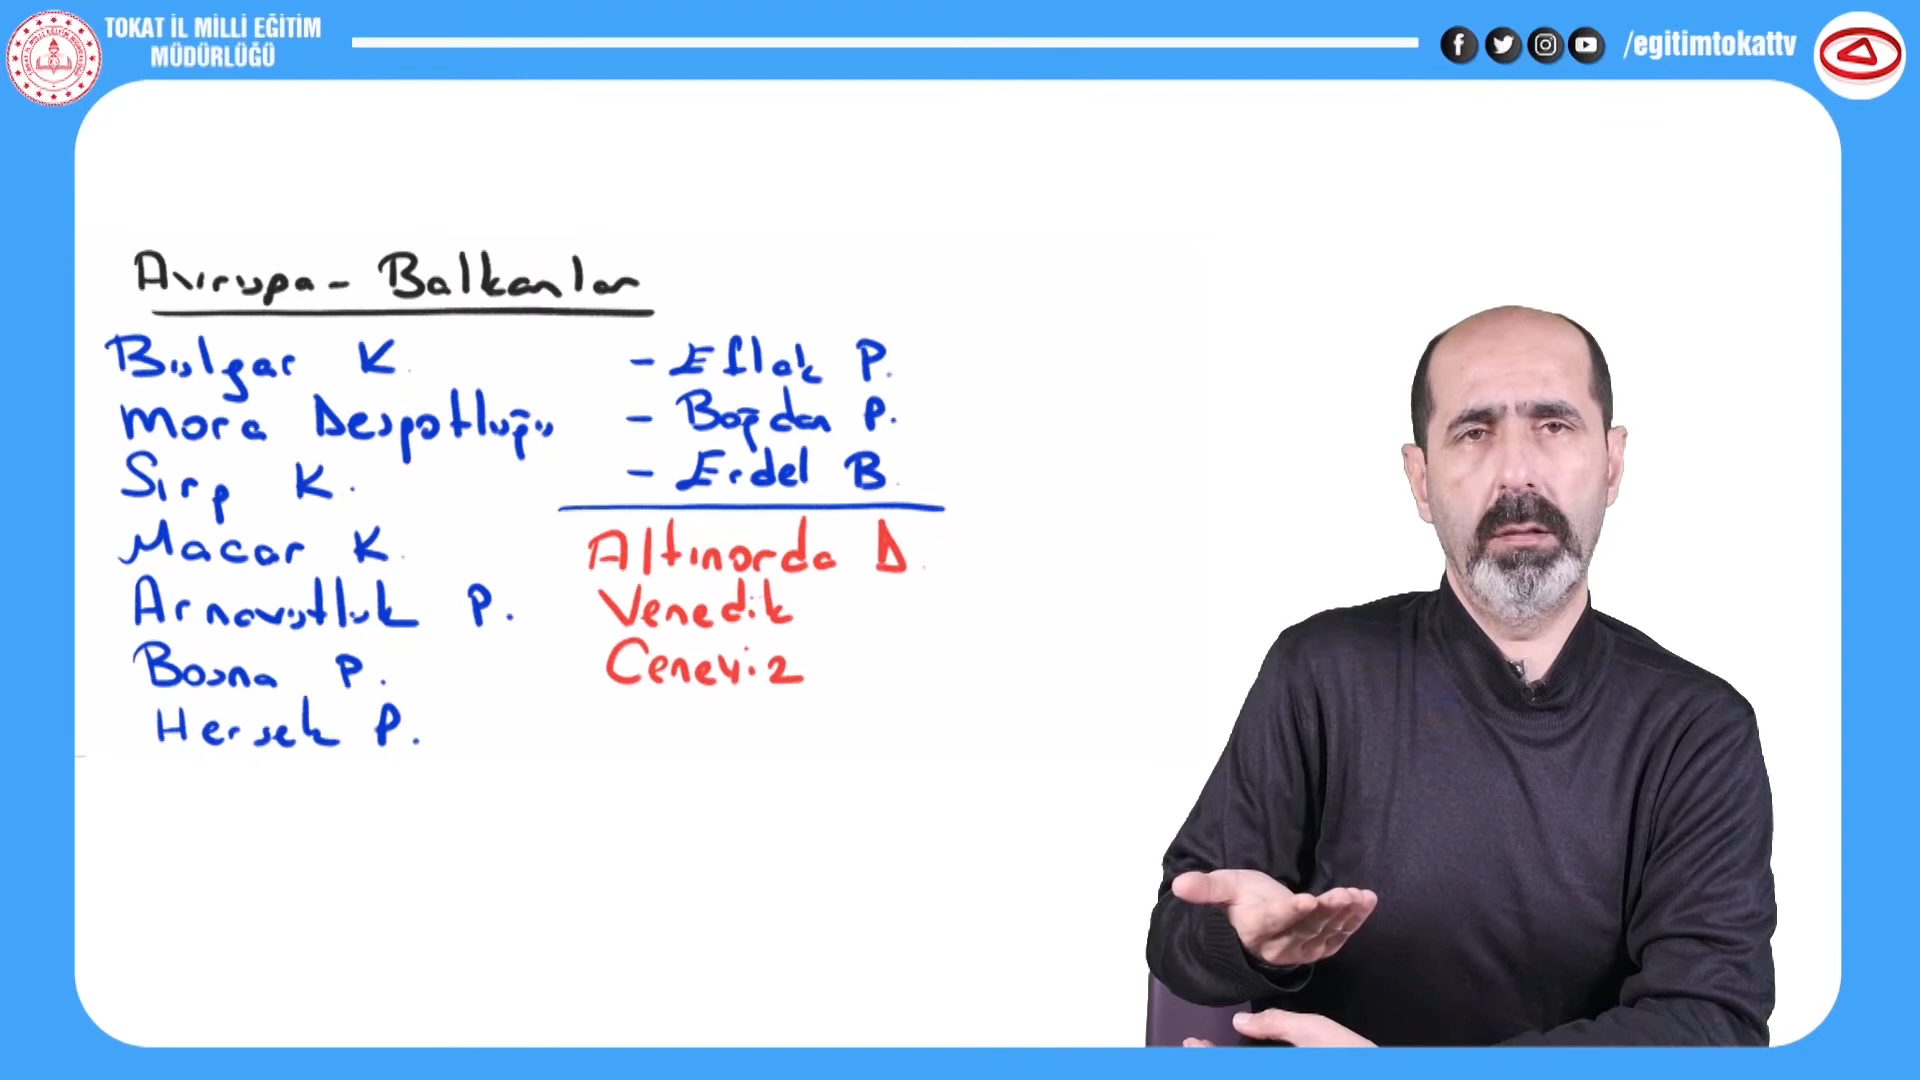 TOKAT İL MİLLİ EĞİTİM
MÜDÜRLÜĞÜ
/egitimtokattv
Avrupa - Balkanlar
Bulgar K.
Mora Despotluğu
Sırp K.
Macar K.
Arnavutluk P.
Bosna P.
Hersek P.
- Eflak P.
- Boğdan P.
- Erdel B.
Altınorda D.
Venedik
Ceneviz